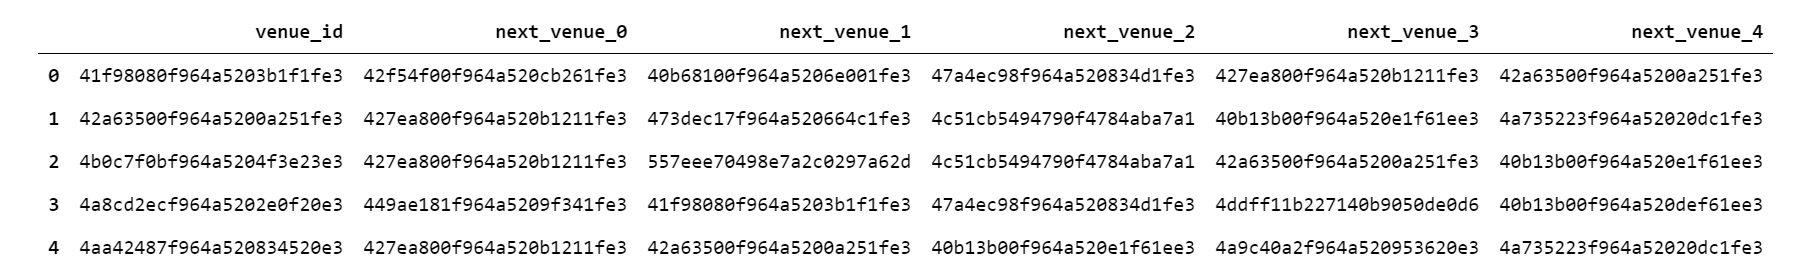 venue_id next_venue_0 next_venue_1 next_venue_2 next_venue_3 next_venue_4
0 41f98080f964a5203b1f1fe3 42f54f00f964a520cb261fe3 40b68100f964a5206e001fe3 47a4ec98f964a520834d1fe3 427ea800f964a520b1211fe3 42a63500f964a5200a251fe3
1 42a63500f964a5200a251fe3 427ea800f964a520b1211fe3 473dec17f964a520664c1fe3 4c51cb5494790f4784aba7a1 40b13b00f964a520e1f61ee3 4a735223f964a52020dc1fe3
2 4b0c7f0bf964a5204f3e23e3 427ea800f964a520b1211fe3 557eee70498e7a2c0297a62d 4c51cb5494790f4784aba7a1 42a63500f964a5200a251fe3 40b13b00f964a520e1f61ee3
3 4a8cd2ecf964a5202e0f20e3 449ae181f964a5209f341fe3 41f98080f964a5203b1f1fe3 47a4ec98f964a520834d1fe3 4ddff11b227140b9050de0d6 40b13b00f964a520def61ee3
4 4aa42487f964a520834520e3 427ea800f964a520b1211fe3 42a63500f964a5200a251fe3 40b13b00f964a520e1f61ee3 4a9c40a2f964a520953620e3 4a735223f964a52020dc1fe3